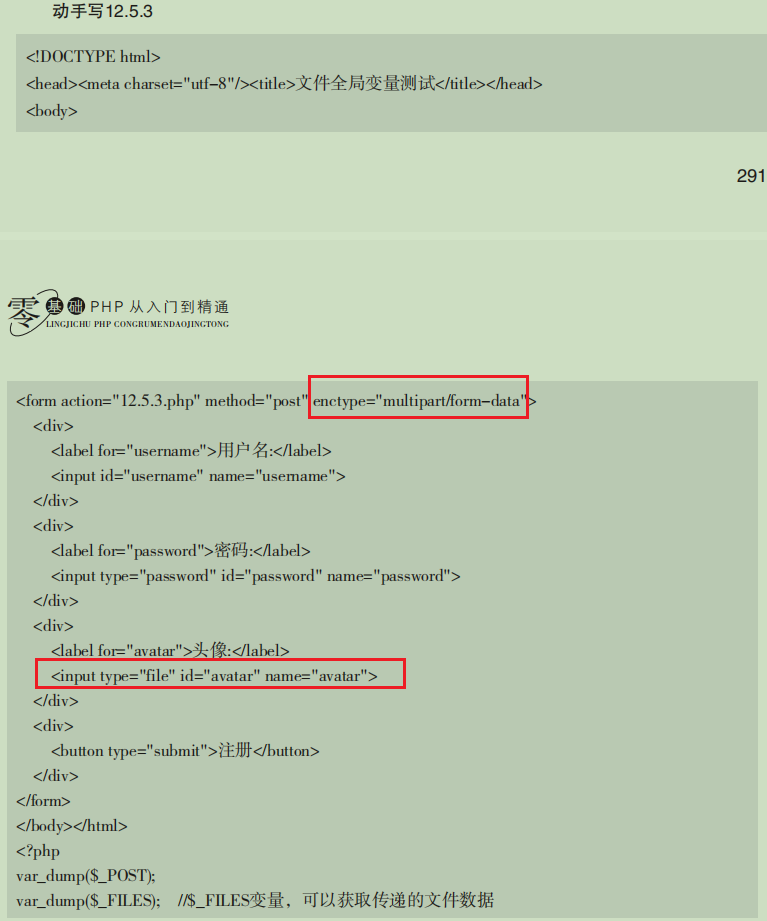 动手写12.5.3
<!DOCTYPE html>
<head><meta charset="utf-8"/><title>文件全局变量测试</title></head>
<body>
291
零基础 PHP 从入门到精通
LINGJICHU PHP CONGRUMENDAOJINGTONG
<form action="12.5.3.php" method="post" enctype="multipart/form-data">
<div>
<label for="username">用户名:</label>
<input id="username" name="username">
</div>
<div>
<label for="password">密码:</label>
<input type="password" id="password" name="password">
</div>
<div>
<label for="avatar">头像:</label>
<input type="file" id="avatar" name="avatar">
</div>
<div>
<button type="submit">注册</button>
</div>
</form>
</body></html>
<?php
var_dump($_POST);
var_dump($_FILES); //$_FILES变量，可以获取传递的文件数据